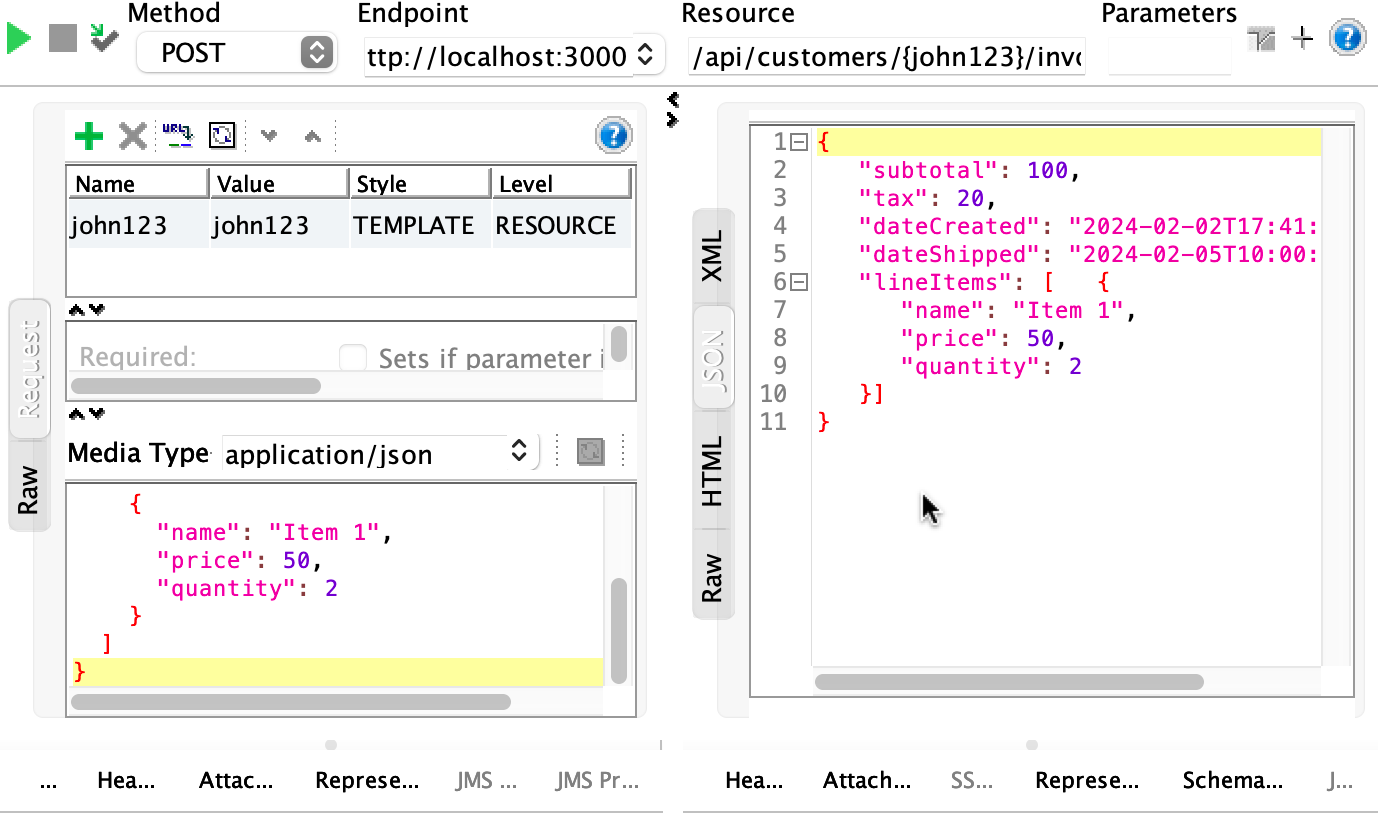 Method Endpoint Resource Parameters
POST ttp://localhost:3000 /api/customers/{john123}/invo
URL
Name Value Style Level
john123 john123 TEMPLATE RESOURCE
Required: Sets if parameter i
Media Type application/json
{
"name": "Item 1",
"price": 50,
"quantity": 2
}
]
}
Request
Raw
... Hea... Attac... Represe... JMS ... JMS Pr...
XML
JSON
HTML
Raw
1 {
2 "subtotal": 100,
3 "tax": 20,
4 "dateCreated": "2024-02-02T17:41:
5 "dateShipped": "2024-02-05T10:00:
6 "lineItems": [ {
7 "name": "Item 1",
8 "price": 50,
9 "quantity": 2
10 }]
11 }
Hea... Attach... SS... Represe... Schema... J...